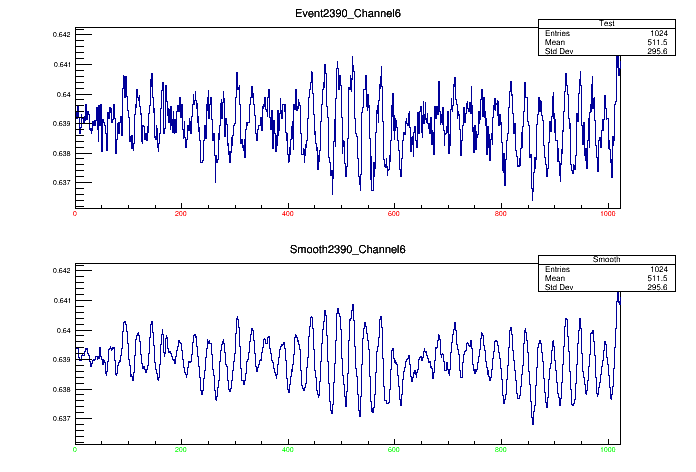 Event2390_Channel6
Test
Entries 1024
Mean 511.5
Std Dev 295.6
0.642
0.641
0.64
0.639
0.638
0.637
0 200 400 600 800 1000
Smooth2390_Channel6
Smooth
Entries 1024
Mean 511.5
Std Dev 295.6
0.642
0.641
0.64
0.639
0.638
0.637
0 200 400 600 800 1000